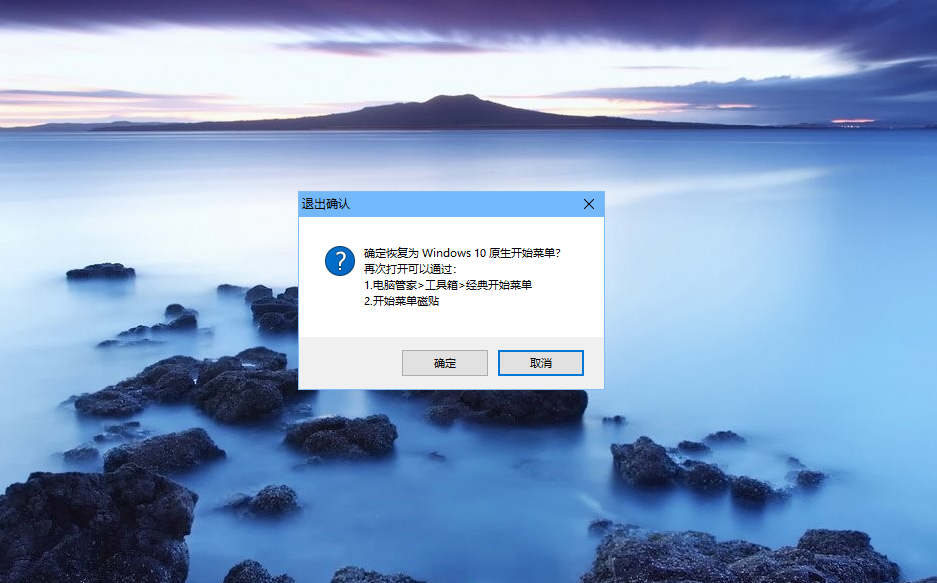 退出确认
确定恢复为 Windows 10 原生开始菜单?
再次打开可以通过:
1.电脑管家>工具箱>经典开始菜单
2.开始菜单磁贴
确定
取消